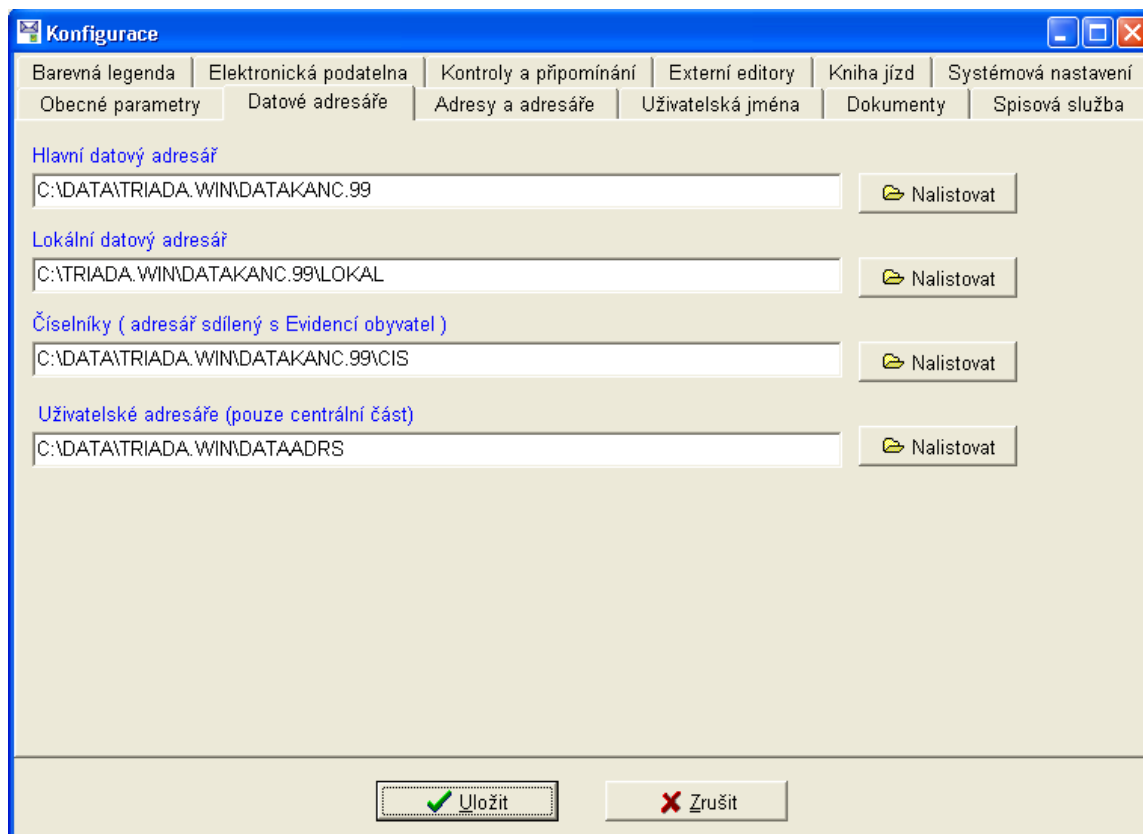 Konfigurace
Barevná legenda Elektronická podatelna Kontroly a připomínání Externí editory Kniha jízd Systémová nastavení
Obecné parametry Datové adresáře Adresy a adresáře Uživatelská jména Dokumenty Spisová služba
Hlavní datový adresář
C:\DATA\TRIADA.WIN\DATAKANC.99 Nalistovat
Lokální datový adresář
C:\TRIADA.WIN\DATAKANC.99\LOKAL Nalistovat
Číselníky ( adresář sdílený s Evidencí obyvatel )
C:\DATA\TRIADA.WIN\DATAKANC.99\CIS Nalistovat
Uživatelské adresáře (pouze centrální část)
C:\DATA\TRIADA.WIN\DATAADRS Nalistovat
Uložit Zrušit